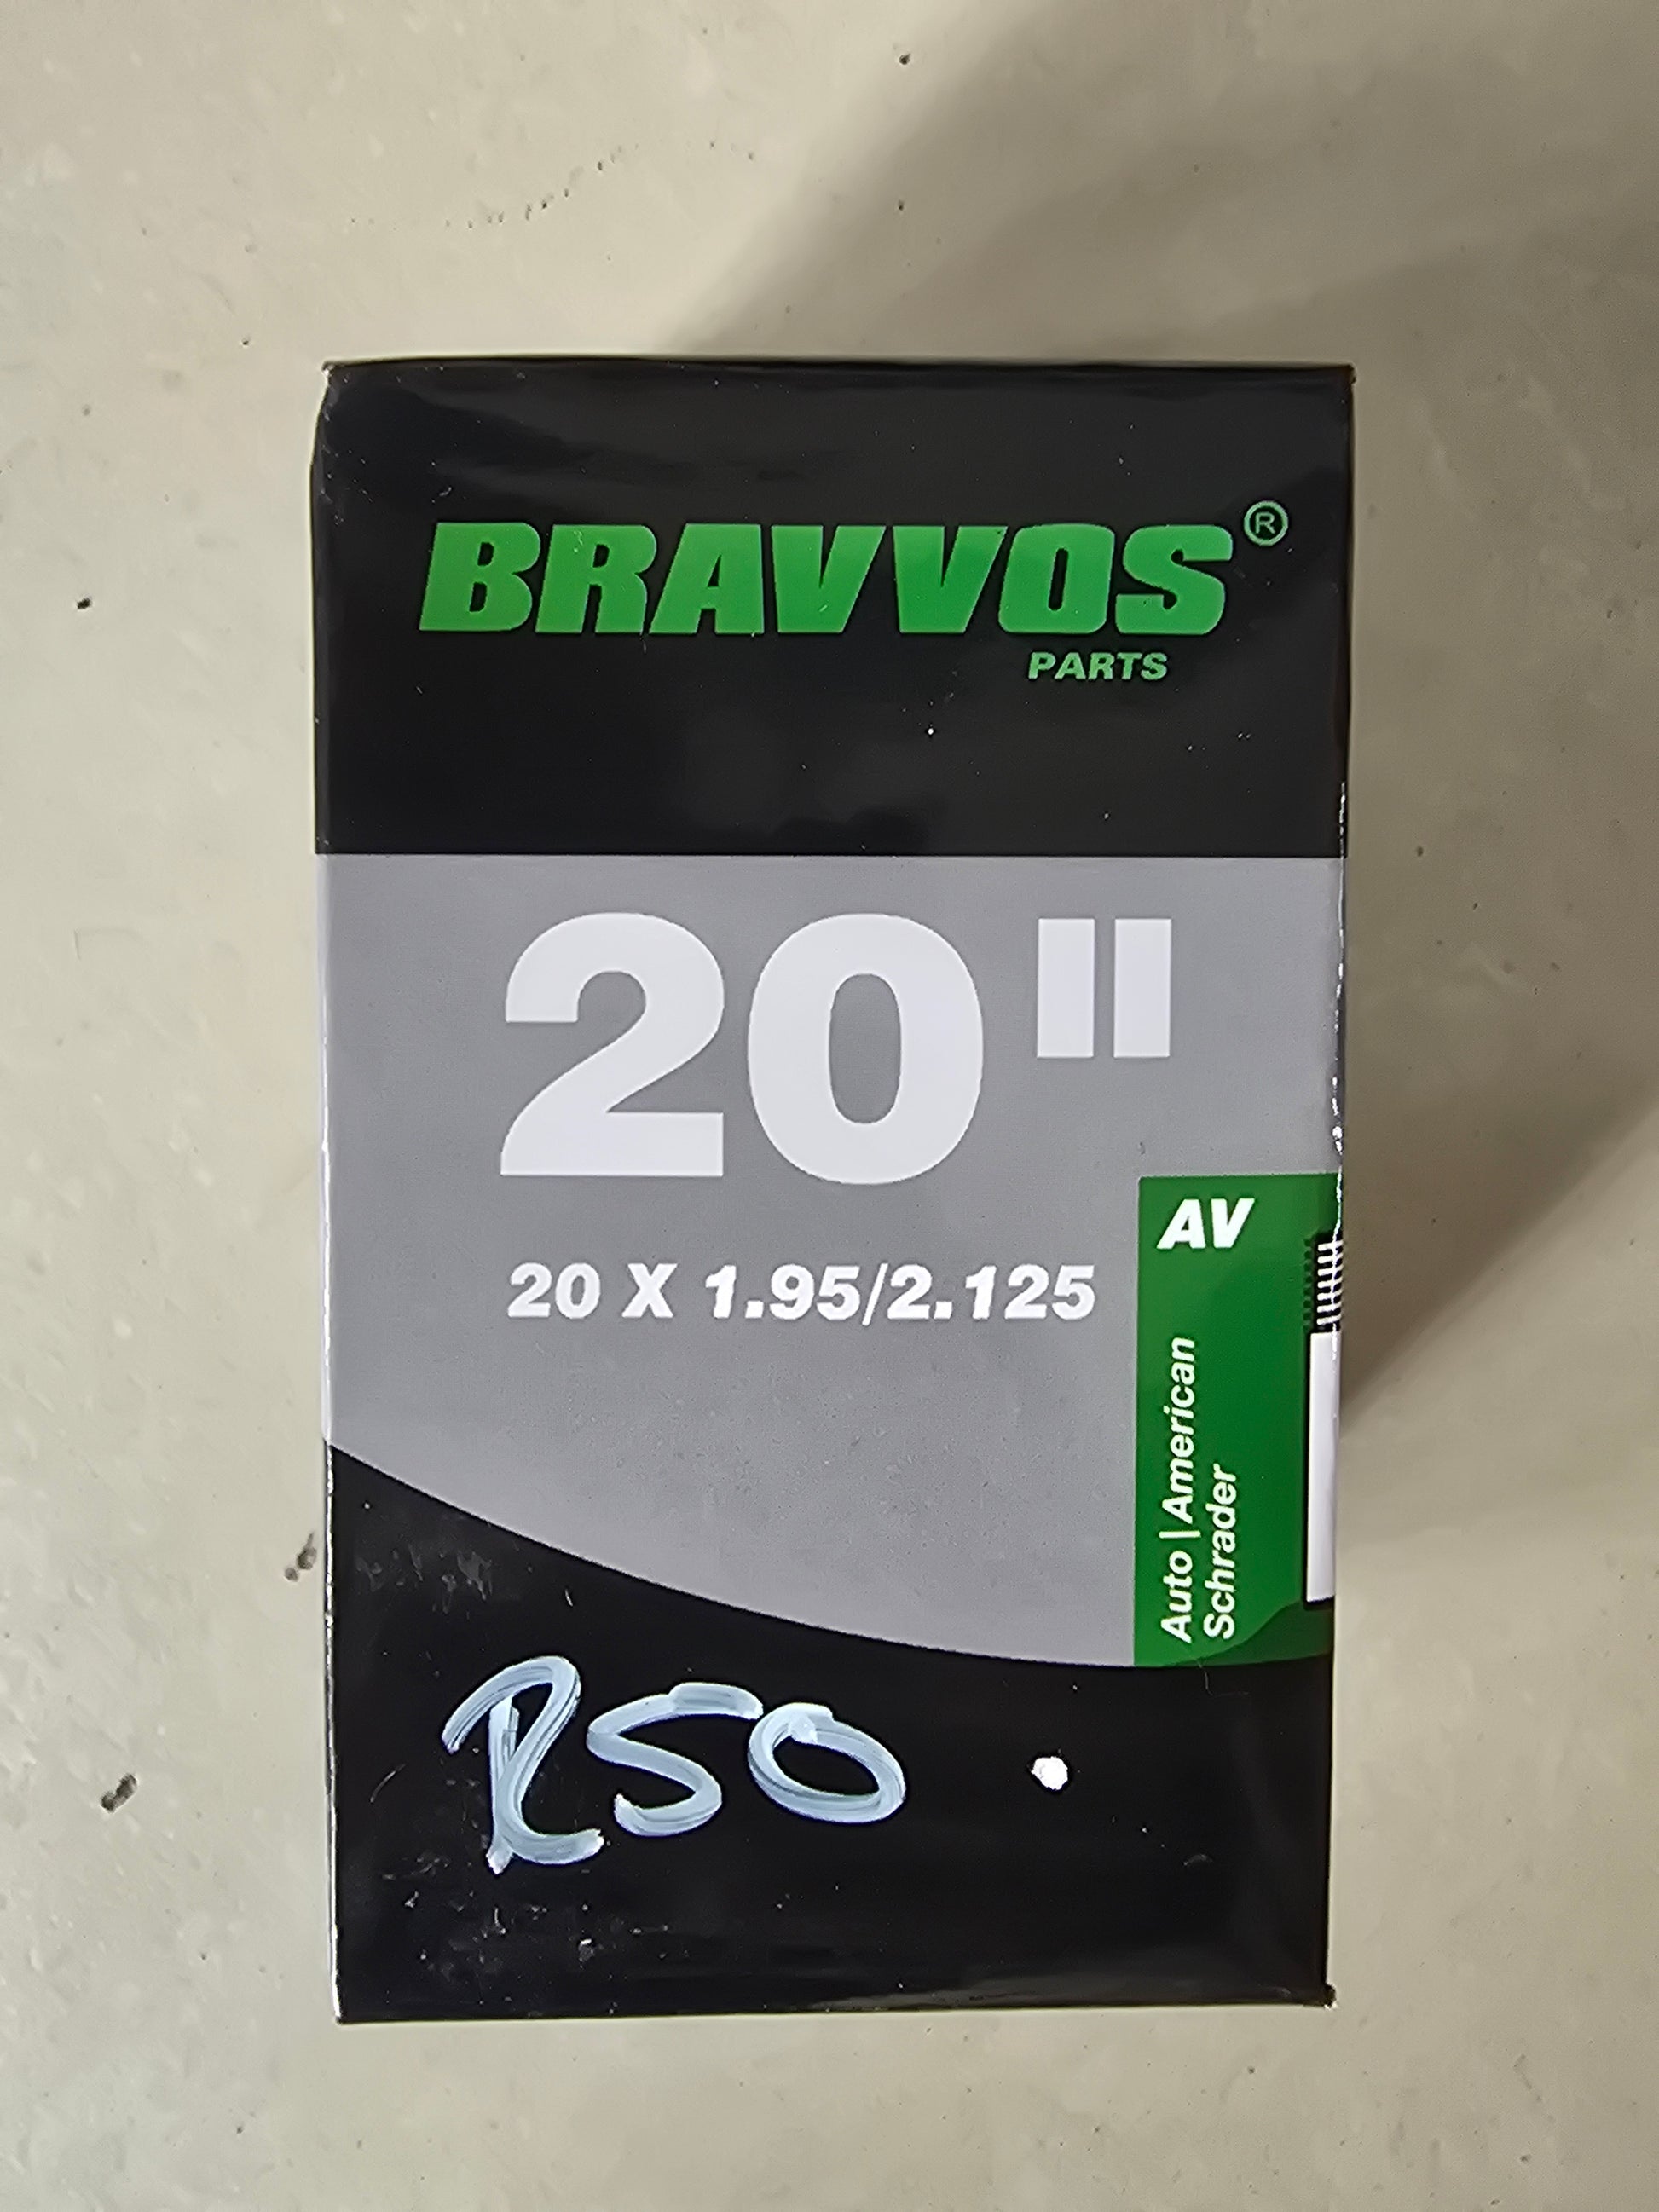 BRAVVOS®
PARTS
20"
20 X 1.95/2.125
AV
Auto | American
Schrader
R50